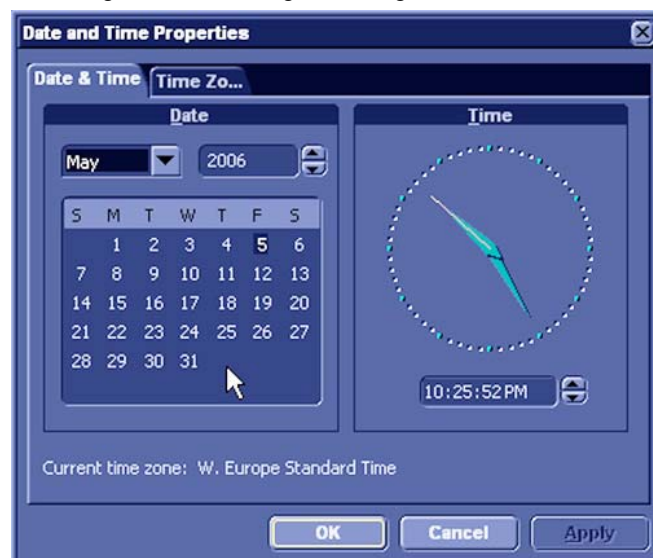 Date and Time Properties
Date & Time Time Zo...
Date
May 2006
S M T W T F S
1 2 3 4 5 6
7 8 9 10 11 12 13
14 15 16 17 18 19 20
21 22 23 24 25 26 27
28 29 30 31
Time
10:25:52 PM
Current time zone: W. Europe Standard Time
OK Cancel Apply